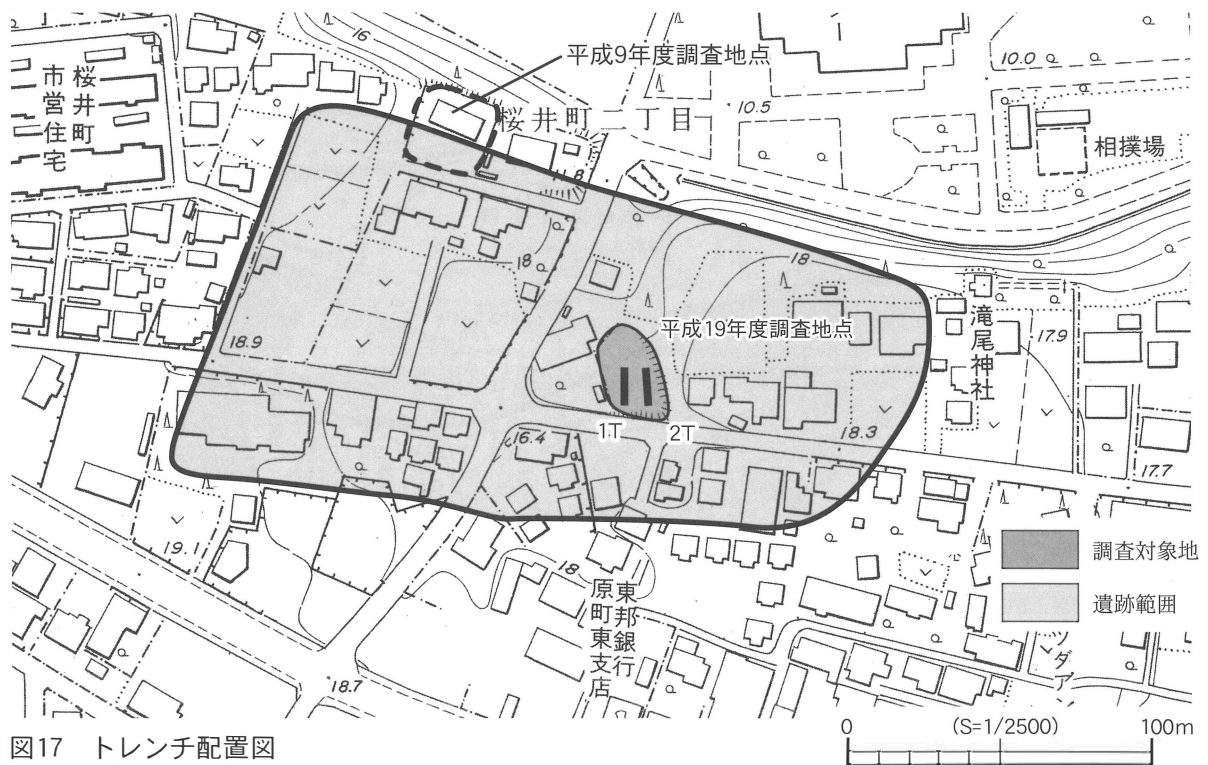 16
平成9年度調査地点
10.0
桜井町
市営住宅
桜井町二丁目
10.5
相撲場
11.8
18
18
平成19年度調査地点
滝尾神社
17.9
18.9
16.4
1T
2T
18.3
17.7
19.1
18
東邦銀行
原町東支店
調査対象地
遺跡範囲
ツダア
18.7
0
(S=1/2500)
100m
図17 トレンチ配置図